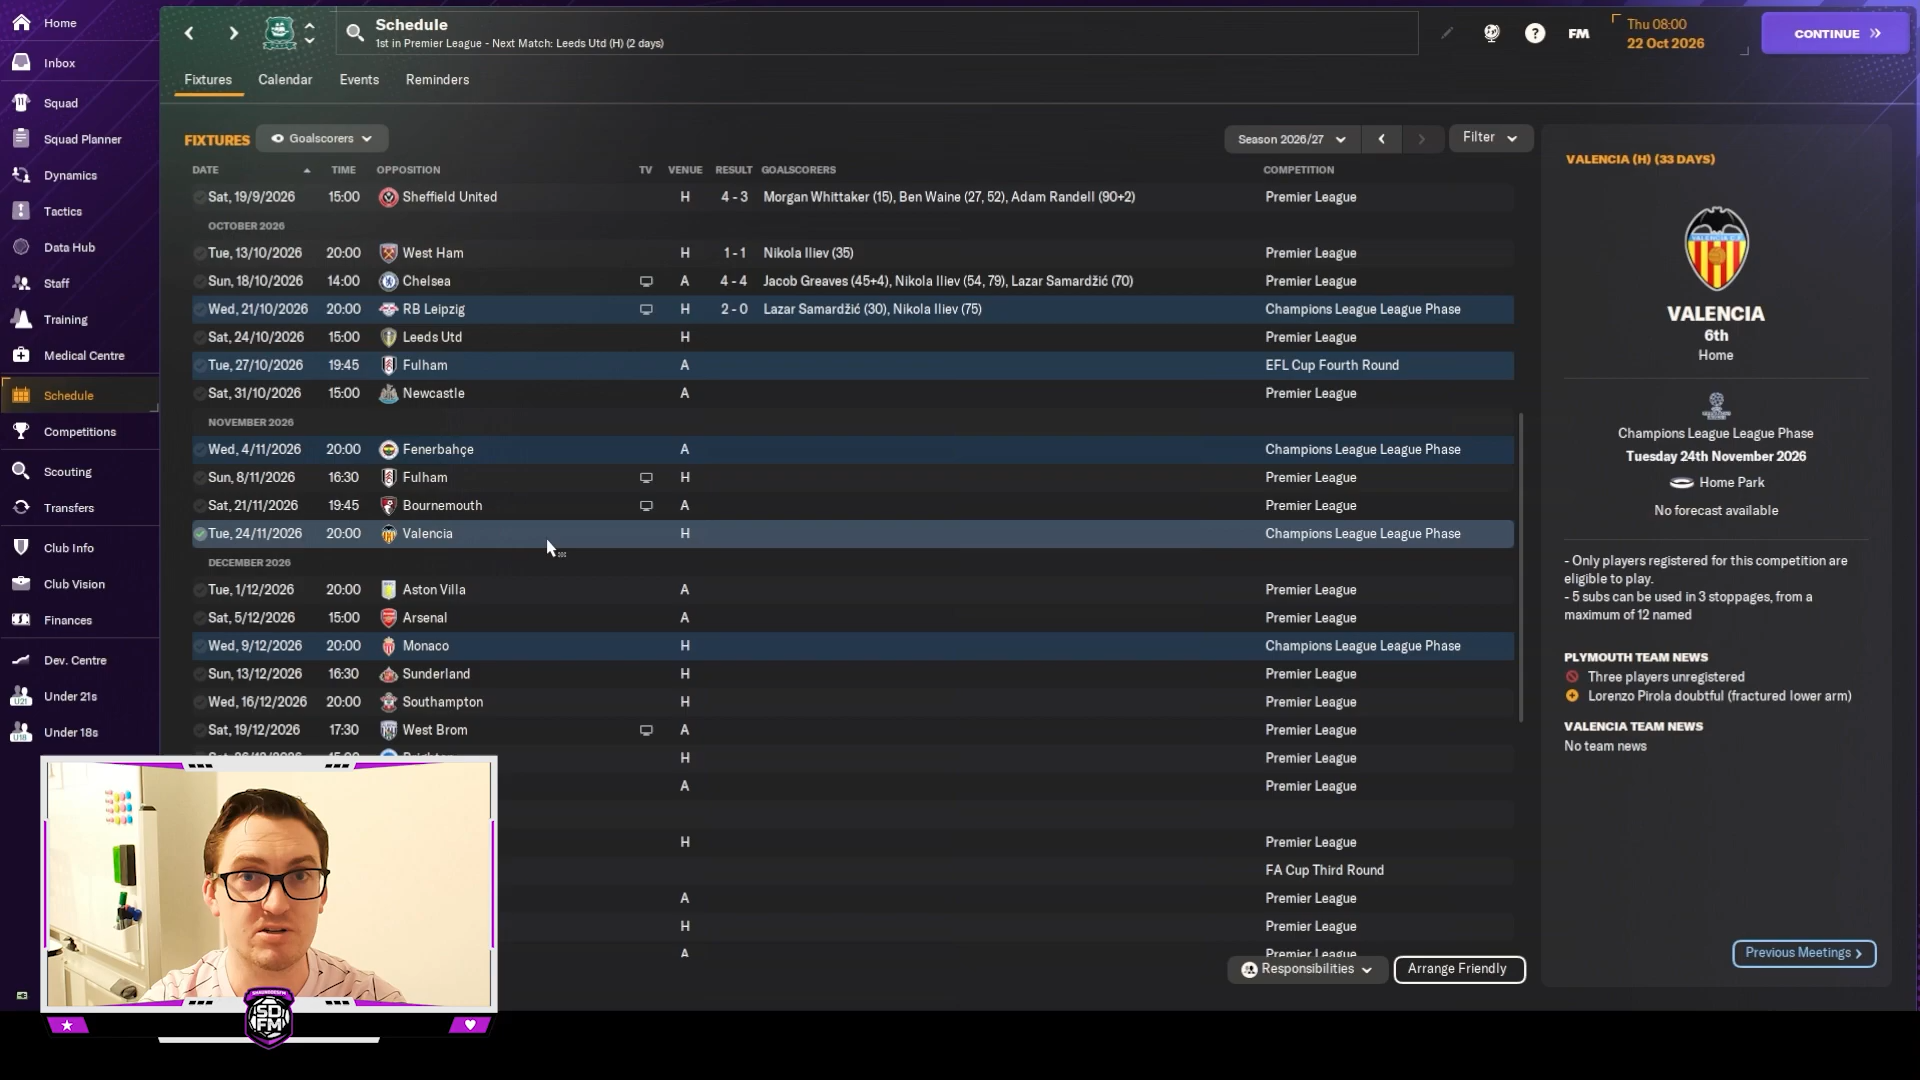 Home
Inbox
Squad
Squad Planner
Dynamics
Tactics
Data Hub
Staff
Training
Medical Centre
Schedule
Competitions
Scouting
Transfers
Club Info
Club Vision
Finances
Dev. Centre
Under 21s
Under 18s
Schedule
1st in Premier League - Next Match: Leeds Utd (H) (2 days)
FM
Thu 08:00
22 Oct 2026
CONTINUE
Fixtures Calendar Events Reminders
FIXTURES Goalscorers Season 2026/27 Filter
DATE TIME OPPOSITION TV VENUE RESULT GOALSCORERS COMPETITION
Sat, 19/9/2026 15:00 Sheffield United H 4 - 3 Morgan Whittaker (15), Ben Waine (27, 52), Adam Randell (90+2) Premier League
OCTOBER 2026
Tue, 13/10/2026 20:00 West Ham H 1 - 1 Nikola Iliev (35) Premier League
Sun, 18/10/2026 14:00 Chelsea A 4 - 4 Jacob Greaves (45+4), Nikola Iliev (54, 79), Lazar Samardžić (70) Premier League
Wed, 21/10/2026 20:00 RB Leipzig H 2 - 0 Lazar Samardžić (30), Nikola Iliev (75) Champions League League Phase
Sat, 24/10/2026 15:00 Leeds Utd H Premier League
Tue, 27/10/2026 19:45 Fulham A EFL Cup Fourth Round
Sat, 31/10/2026 15:00 Newcastle A Premier League
NOVEMBER 2026
Wed, 4/11/2026 20:00 Fenerbahçe A Champions League League Phase
Sun, 8/11/2026 16:30 Fulham H Premier League
Sat, 21/11/2026 19:45 Bournemouth A Premier League
Tue, 24/11/2026 20:00 Valencia H Champions League League Phase
DECEMBER 2026
Tue, 1/12/2026 20:00 Aston Villa A Premier League
Sat, 5/12/2026 15:00 Arsenal A Premier League
Wed, 9/12/2026 20:00 Monaco H Champions League League Phase
Sun, 13/12/2026 16:30 Sunderland H Premier League
Wed, 16/12/2026 20:00 Southampton H Premier League
Sat, 19/12/2026 17:30 West Brom A Premier League
H Premier League
A Premier League
H Premier League
FA Cup Third Round
A Premier League
H Premier League
A Premier League
Responsibilities Arrange Friendly
VALENCIA (H) (33 DAYS)
VALENCIA
6th
Home
Champions League League Phase
Tuesday 24th November 2026
Home Park
No forecast available
- Only players registered for this competition are
eligible to play.
- 5 subs can be used in 3 stoppages, from a
maximum of 12 named
PLYMOUTH TEAM NEWS
Three players unregistered
Lorenzo Pirola doubtful (fractured lower arm)
VALENCIA TEAM NEWS
No team news
Previous Meetings
SD
FM